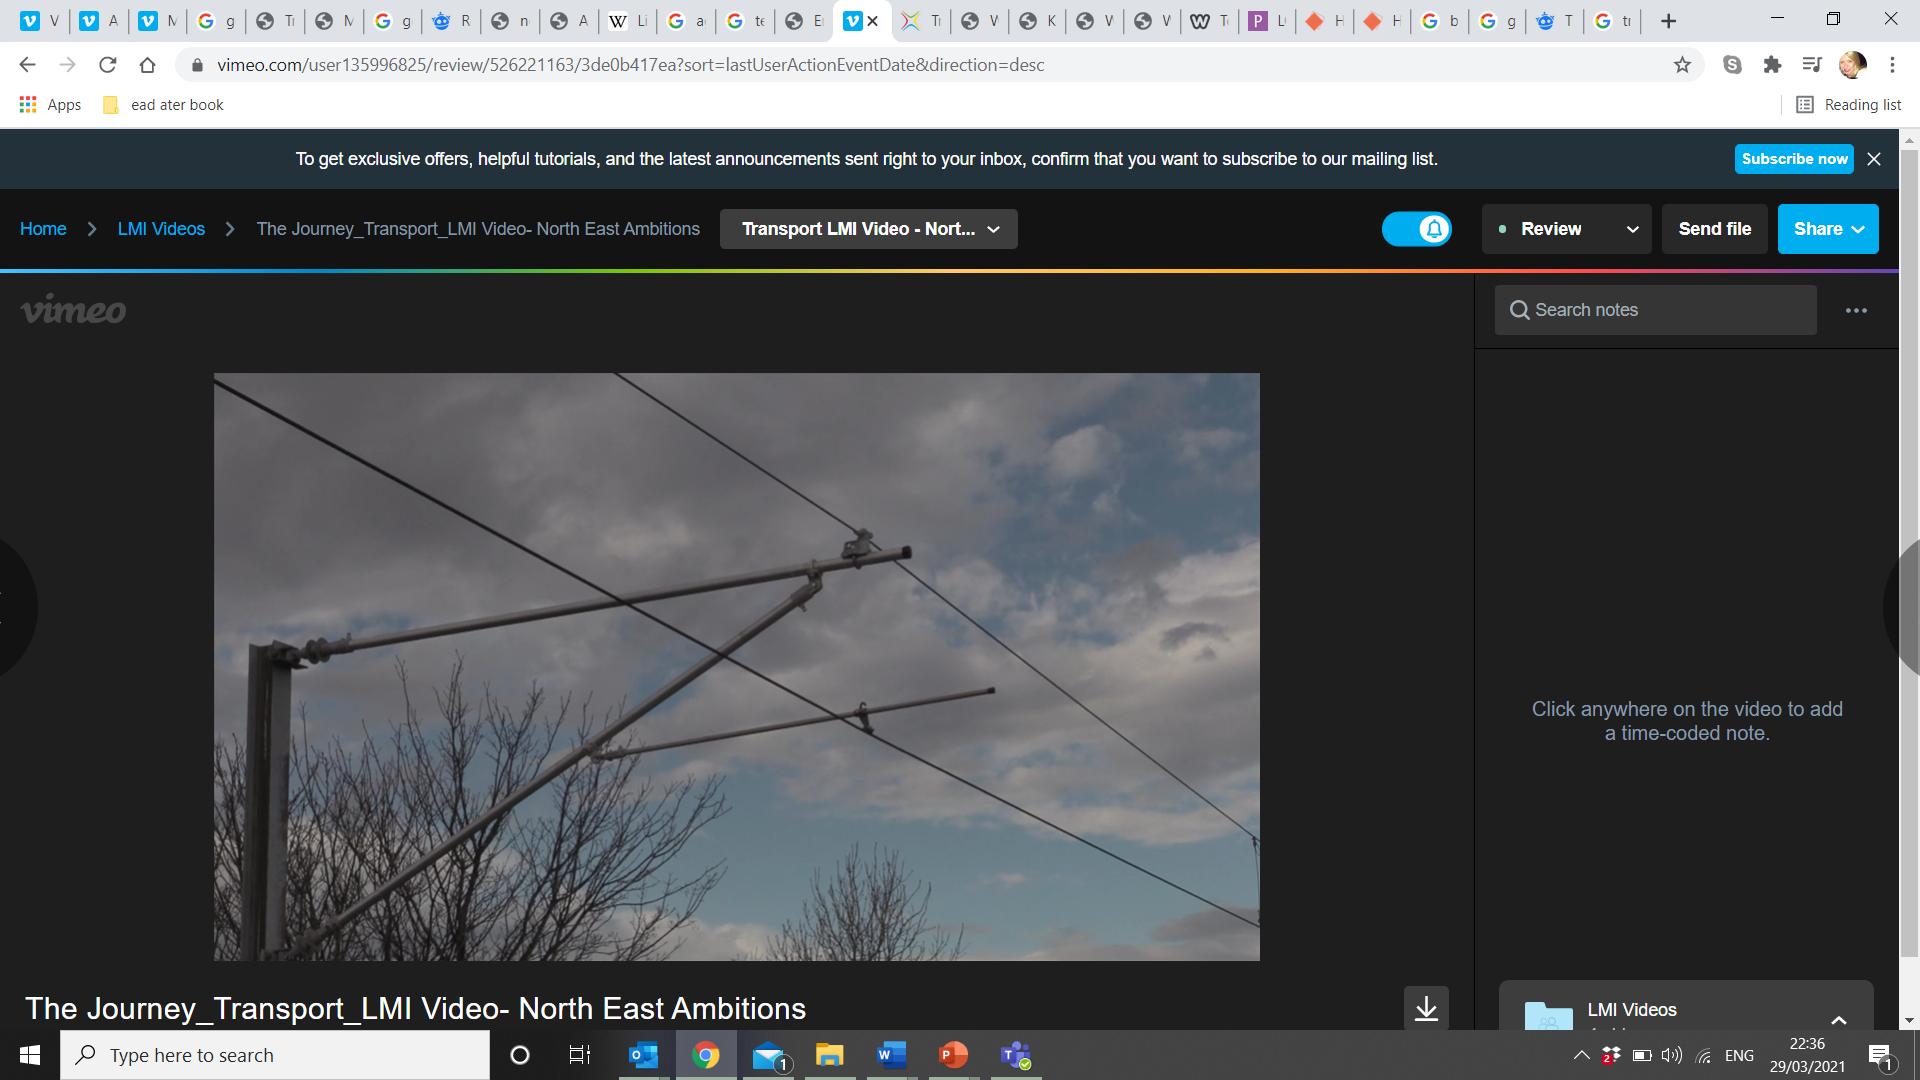 vimeo.com/user135996825/review/526221163/3de0b417ea?sort=lastUserActionEventDate&direction=desc
Apps
ead ater book
Reading list
To get exclusive offers, helpful tutorials, and the latest announcements sent right to your inbox, confirm that you want to subscribe to our mailing list.
Subscribe now
Home
LMI Videos
The Journey_Transport_LMI Video- North East Ambitions
Transport LMI Video - Nort...
Review
Send file
Share
vimeo
Search notes
Click anywhere on the video to add
a time-coded note.
The Journey_Transport_LMI Video- North East Ambitions
LMI Videos
Type here to search
1
2
ENG
22:36
29/03/2021
1